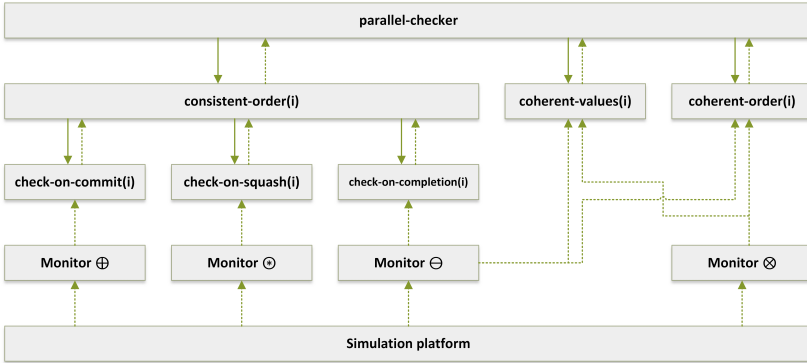 parallel-checker
consistent-order(i)
coherent-values(i)
coherent-order(i)
check-on-commit(i)
check-on-squash(i)
check-on-completion(i)
Monitor ⊕
Monitor ⊛
Monitor ⊖
Monitor ⊗
Simulation platform